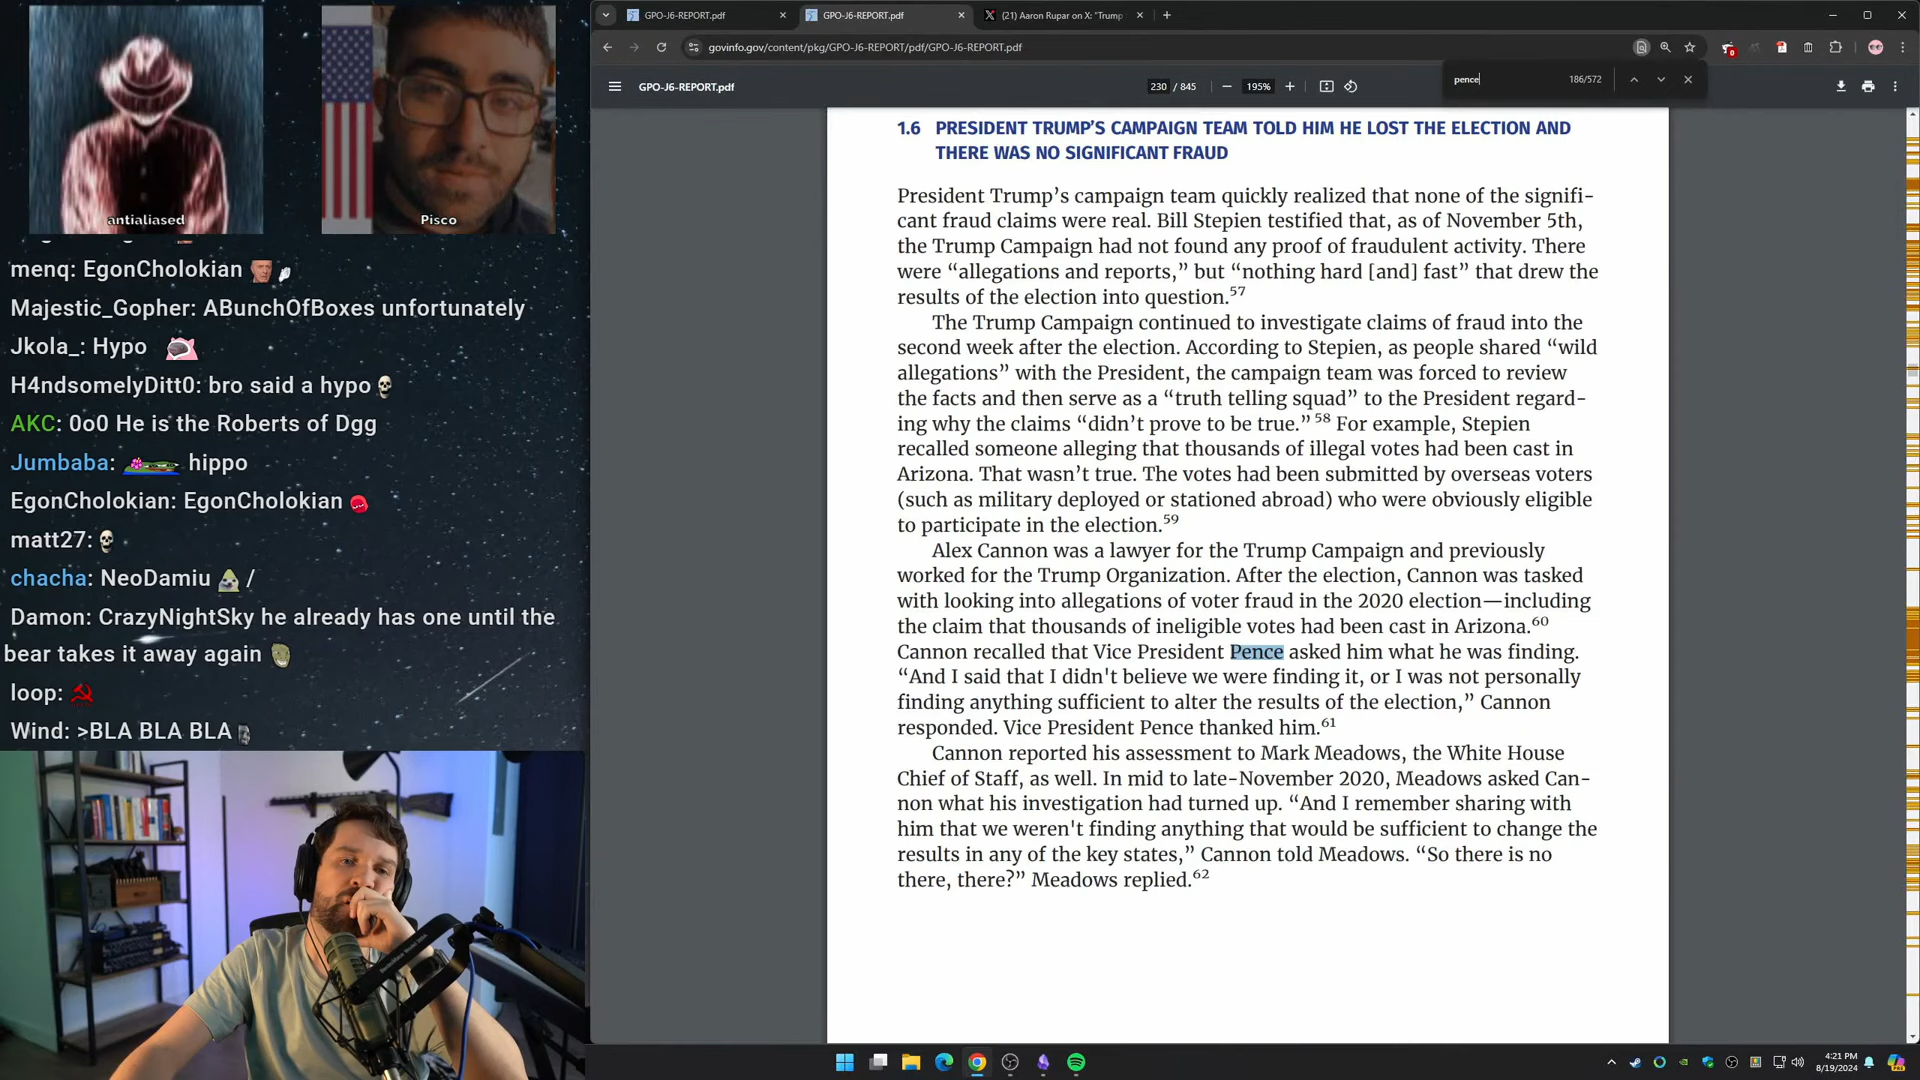 antialiased
Pisco
menq: EgonCholokian
Majestic_Gopher: ABunchOfBoxes unfortunately
Jkola_: Hypo
H4ndsomelyDitt0: bro said a hypo
AKC: 0o0 He is the Roberts of Dgg
Jumbaba: hippo
EgonCholokian: EgonCholokian
matt27:
chacha: NeoDamiu /
Damon: CrazyNightSky he already has one until the
bear takes it away again
loop:
Wind: >BLA BLA BLA
GPO-J6-REPORT.pdf
GPO-J6-REPORT.pdf
(21) Aaron Rupar on X: "Trump
govinfo.gov/content/pkg/GPO-J6-REPORT/pdf/GPO-J6-REPORT.pdf
pence
186/572
GPO-J6-REPORT.pdf
230 / 845
195%
1.6 PRESIDENT TRUMP’S CAMPAIGN TEAM TOLD HIM HE LOST THE ELECTION AND
THERE WAS NO SIGNIFICANT FRAUD
President Trump’s campaign team quickly realized that none of the signifi-
cant fraud claims were real. Bill Stepien testified that, as of November 5th,
the Trump Campaign had not found any proof of fraudulent activity. There
were “allegations and reports,” but “nothing hard [and] fast” that drew the
results of the election into question.57
The Trump Campaign continued to investigate claims of fraud into the
second week after the election. According to Stepien, as people shared “wild
allegations” with the President, the campaign team was forced to review
the facts and then serve as a “truth telling squad” to the President regard-
ing why the claims “didn’t prove to be true.” 58 For example, Stepien
recalled someone alleging that thousands of illegal votes had been cast in
Arizona. That wasn’t true. The votes had been submitted by overseas voters
(such as military deployed or stationed abroad) who were obviously eligible
to participate in the election.59
Alex Cannon was a lawyer for the Trump Campaign and previously
worked for the Trump Organization. After the election, Cannon was tasked
with looking into allegations of voter fraud in the 2020 election—including
the claim that thousands of ineligible votes had been cast in Arizona.60
Cannon recalled that Vice President Pence asked him what he was finding.
“And I said that I didn't believe we were finding it, or I was not personally
finding anything sufficient to alter the results of the election,” Cannon
responded. Vice President Pence thanked him.61
Cannon reported his assessment to Mark Meadows, the White House
Chief of Staff, as well. In mid to late-November 2020, Meadows asked Can-
non what his investigation had turned up. “And I remember sharing with
him that we weren't finding anything that would be sufficient to change the
results in any of the key states,” Cannon told Meadows. “So there is no
there, there?” Meadows replied.62
4:21 PM
8/19/2024